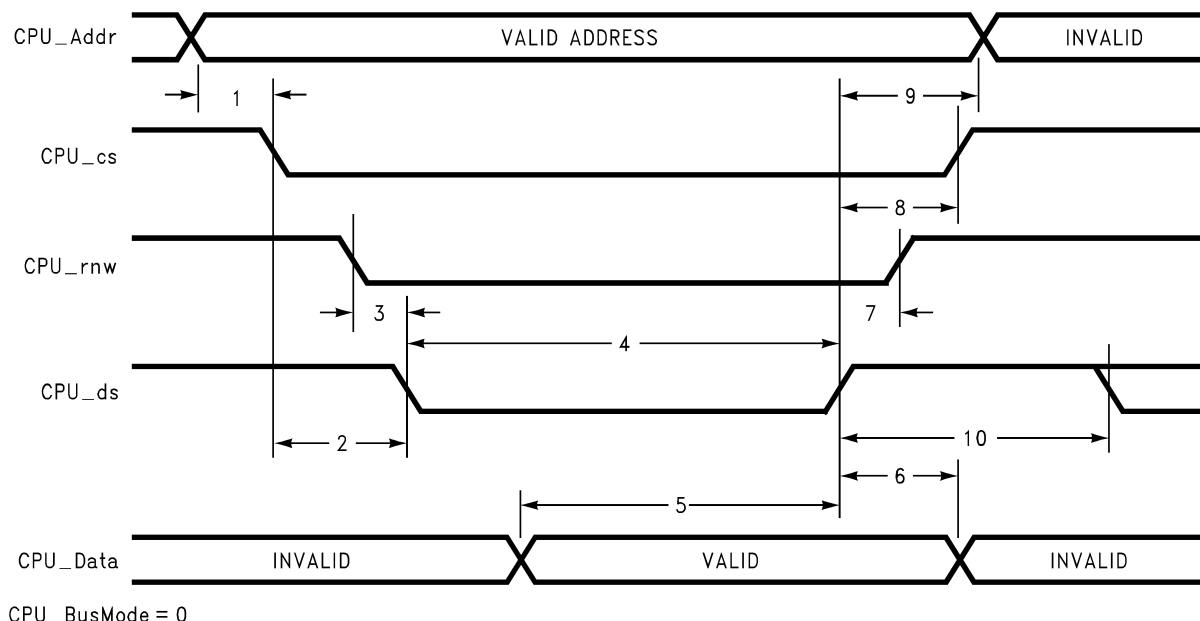 CPU_Addr VALID ADDRESS INVALID
1 9
CPU_cs
8
CPU_rnw
3 7
4
CPU_ds
2 10
6
5
CPU_Data INVALID VALID INVALID
CPU_BusMode = 0